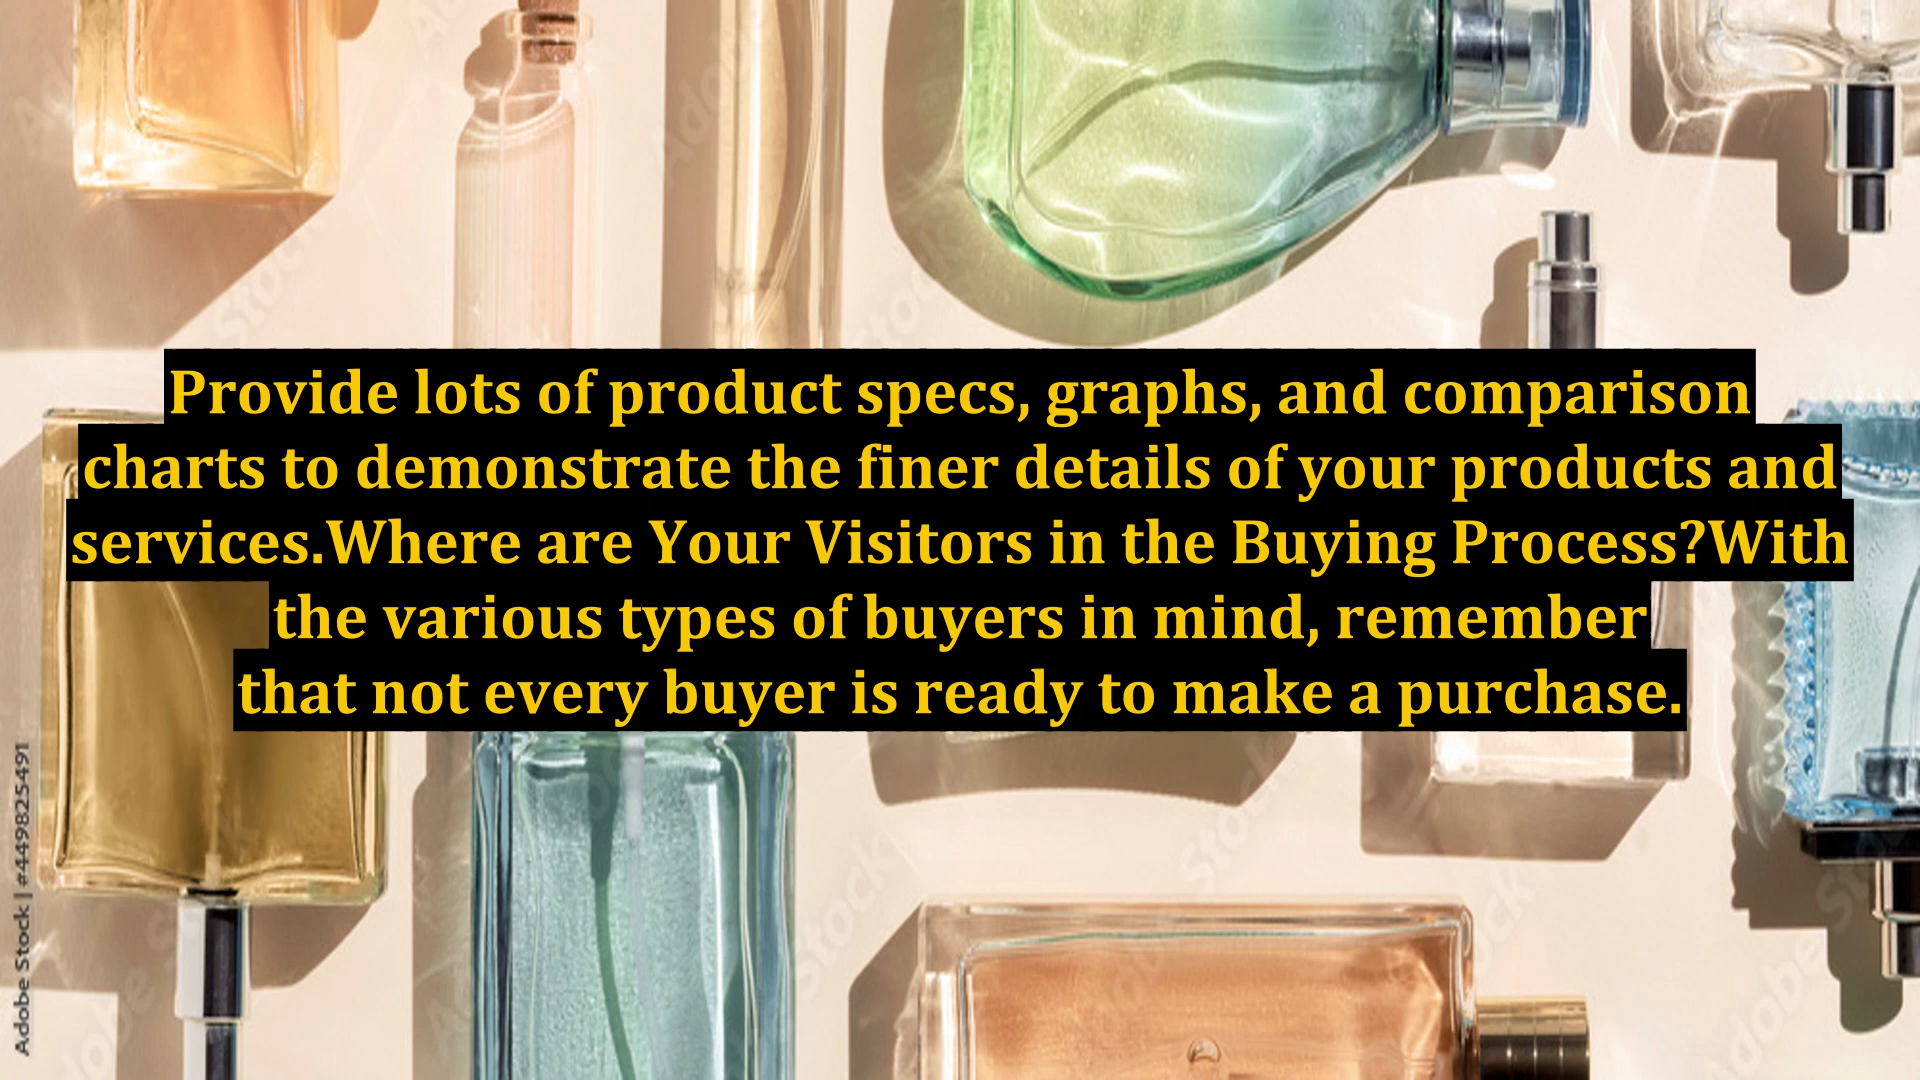 Provide lots of product specs, graphs, and comparison
charts to demonstrate the finer details of your products and
services.Where are Your Visitors in the Buying Process?With
the various types of buyers in mind, remember
that not every buyer is ready to make a purchase.
Adobe Stock | #449825491